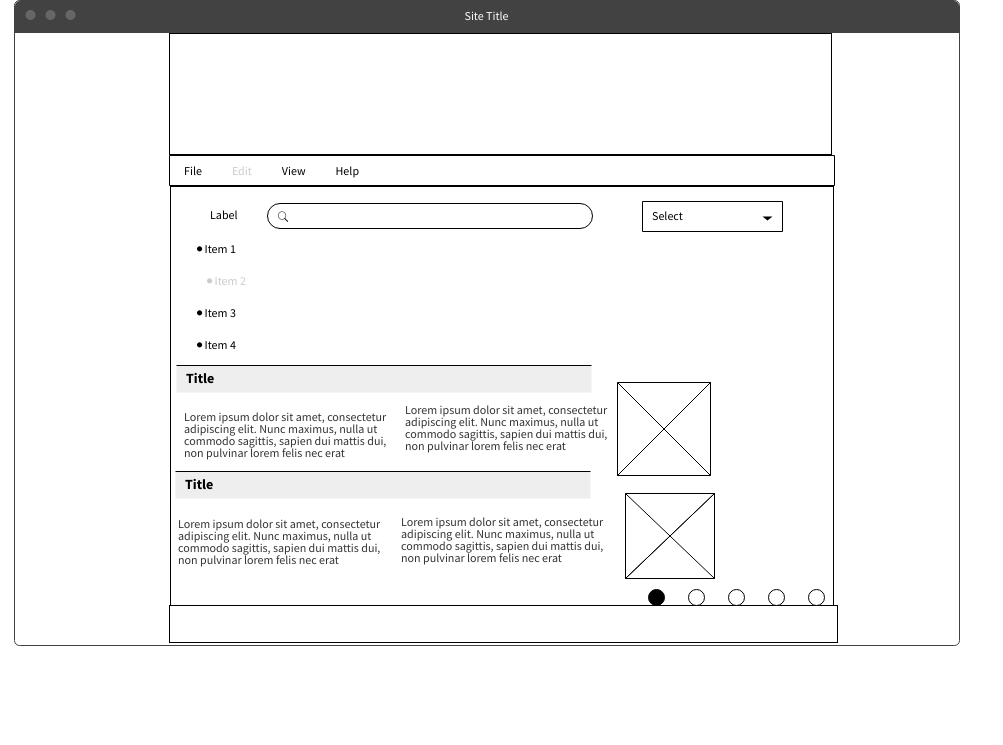 Site Title
File Edit View Help
Label
Select
Item 1
Item 2
Item 3
Item 4
Title
Lorem ipsum dolor sit amet, consectetur
adipiscing elit. Nunc maximus, nulla ut
commodo sagittis, sapien dui mattis dui,
non pulvinar lorem felis nec erat
Lorem ipsum dolor sit amet, consectetur
adipiscing elit. Nunc maximus, nulla ut
commodo sagittis, sapien dui mattis dui,
non pulvinar lorem felis nec erat
Title
Lorem ipsum dolor sit amet, consectetur
adipiscing elit. Nunc maximus, nulla ut
commodo sagittis, sapien dui mattis dui,
non pulvinar lorem felis nec erat
Lorem ipsum dolor sit amet, consectetur
adipiscing elit. Nunc maximus, nulla ut
commodo sagittis, sapien dui mattis dui,
non pulvinar lorem felis nec erat